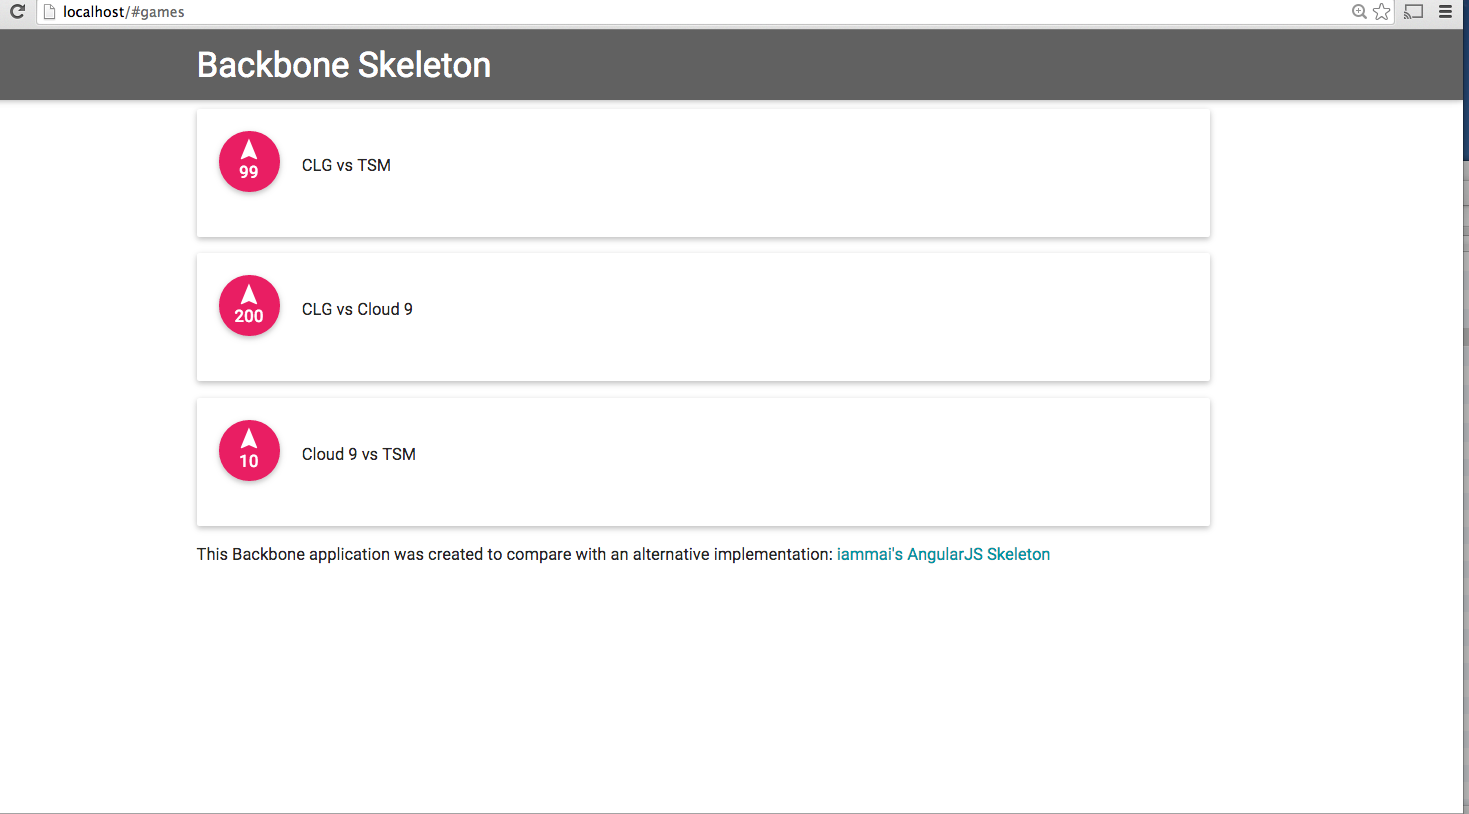 localhost/#games
Backbone Skeleton
99
CLG vs TSM
200
CLG vs Cloud 9
10
Cloud 9 vs TSM
This Backbone application was created to compare with an alternative implementation: iammai's AngularJS Skeleton